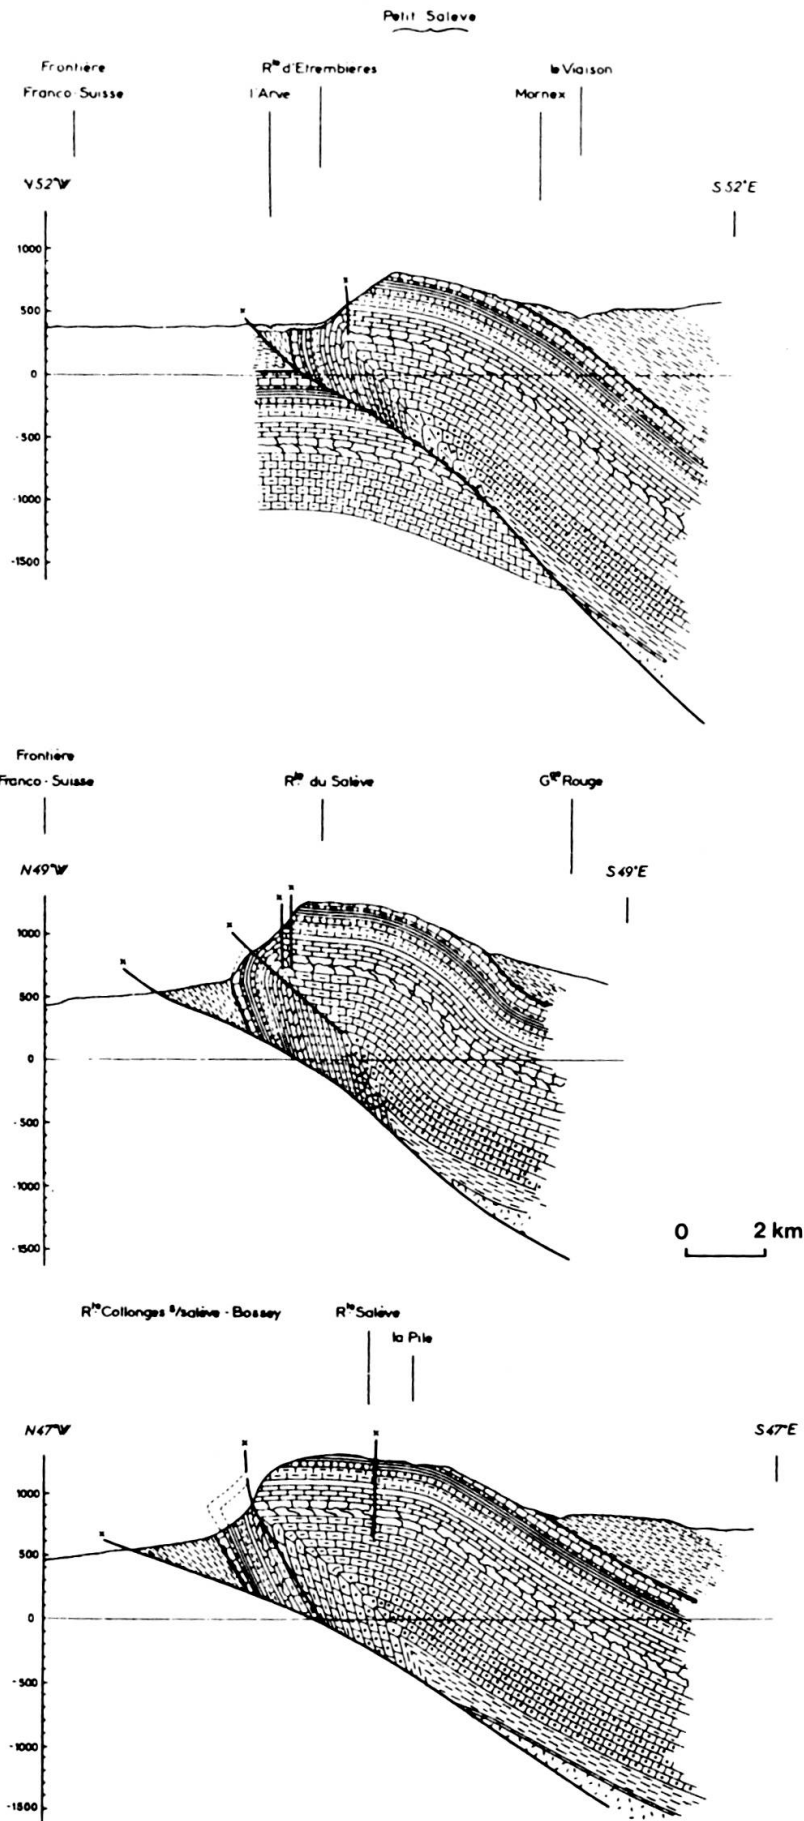 Petit Salève
Frontière
Franco-Suisse
l'Arve
Rte d'Etrembières
Mornex
le Viaison
N52°W
S52°E
1000
500
0
-500
-1000
-1500
Frontière
Franco-Suisse
Rte du Salève
Gge Rouge
N49°W
S49°E
1000
500
0
-500
-1000
-1500
0 2 km
Rte Collonges s/salève - Bossey
Rte Salève
la Pile
N47°W
S47°E
1000
500
0
-500
-1000
-1500